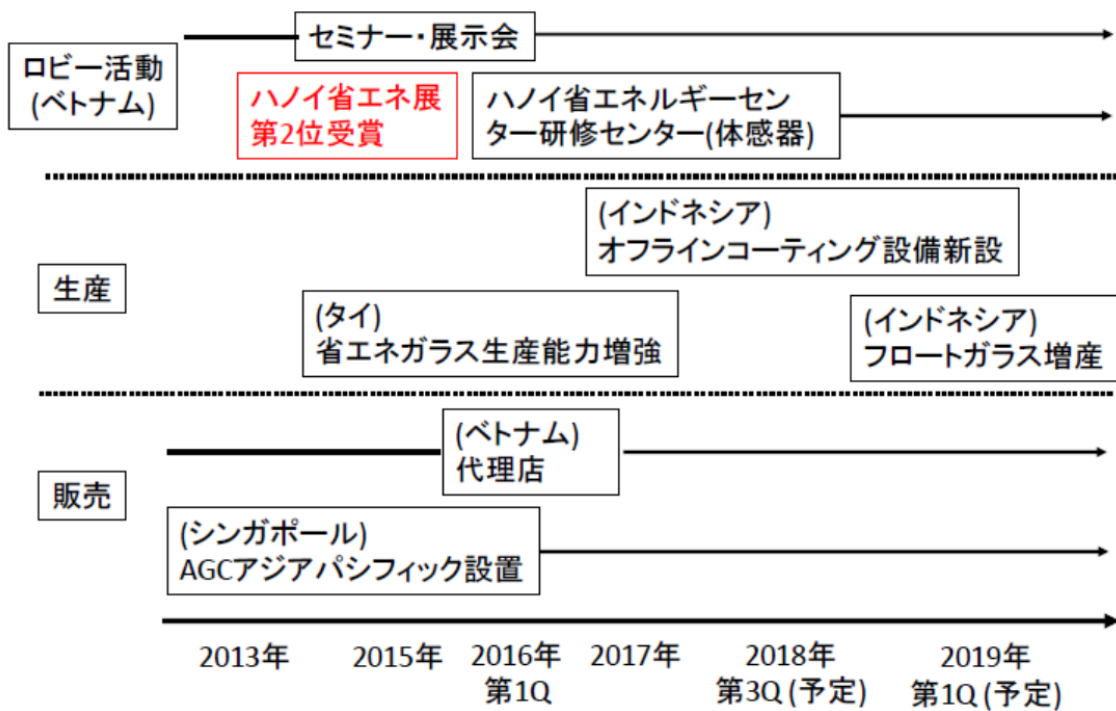 ロビー活動
(ベトナム)
セミナー・展示会
ハノイ省エネ展
第2位受賞
ハノイ省エネルギーセン
ター研修センター(体感器)
生産
(インドネシア)
オフラインコーティング設備新設
(タイ)
省エネガラス生産能力増強
(インドネシア)
フロートガラス増産
販売
(ベトナム)
代理店
(シンガポール)
AGCアジアパシフィック設置
2013年
2015年
2016年
第1Q
2017年
2018年
第3Q (予定)
2019年
第1Q (予定)